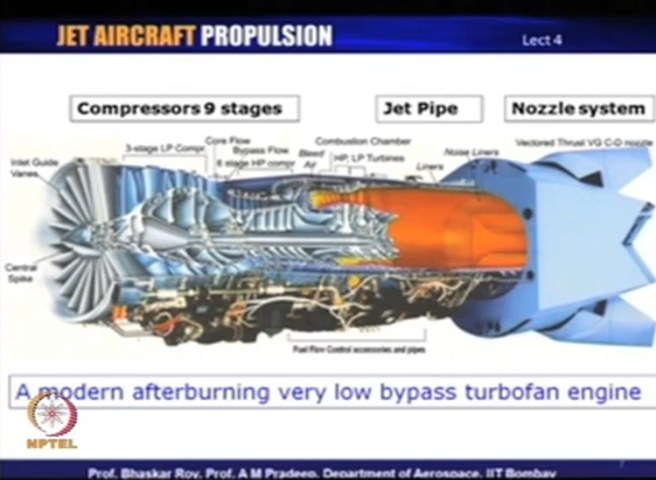 JET AIRCRAFT PROPULSION
Lect 4
Compressors 9 stages
Jet Pipe
Nozzle system
Inlet Guide Vanes
3-stage LP Compr
Core Flow
Bypass Flow
6 stage HP compr
Bleed Air
Combustion Chamber
HP, LP Turbines
Liners
Noise Liners
Vectored Thrust VG C-D nozzle
Central Spike
Fuel Flow Control accessories and pipes
A modern afterburning very low bypass turbofan engine
NPTEL
Prof. Bhaskar Roy, Prof. A M Pradeep, Department of Aerospace, IIT Bombay
7